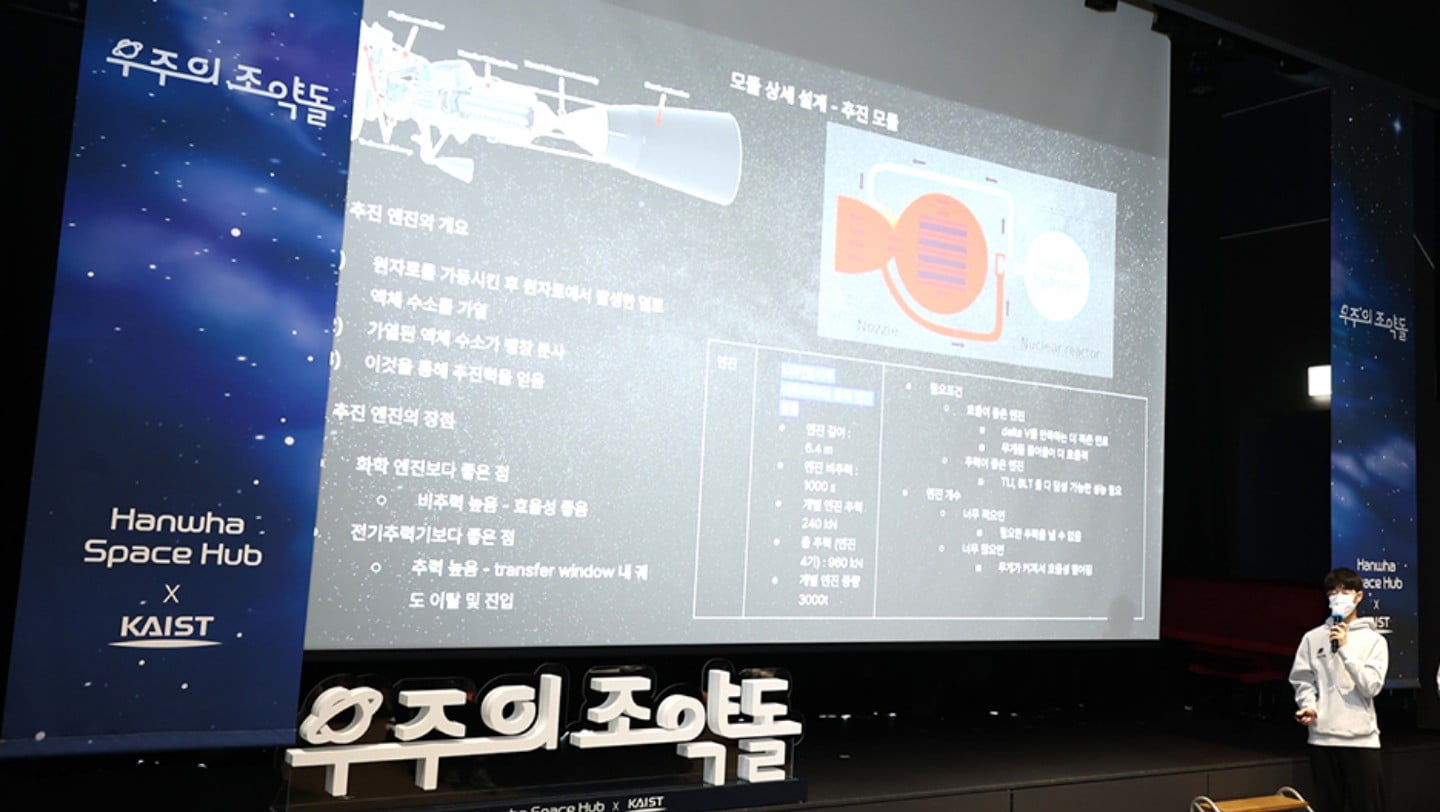 우주의 조약돌
Hanwha
Space Hub
X
KAIST
모듈 상세 설계 - 추진 모듈
Nozzle
Nuclear reactor
추진 엔진의 개요
원자로를 가동시킨 후 원자로에서 발생한 열로
액체 수소를 가열
가열된 액체 수소가 팽창 분사
이것을 통해 추진력을 얻음
추진 엔진의 장점
화학 엔진보다 좋은 점
비추력 높음 - 효율성 좋음
전기추력기보다 좋은 점
추력 높음 - transfer window 내 궤
도 이탈 및 진입
엔진
엔진 길이 :
6.4 m
엔진 비추력 :
1000 s
개별 엔진 추력
240 kN
총 추력 (엔진
4기) : 960 kN
개별 엔진 중량
3000t
필요조건
효율이 좋은 엔진
delta V를 만족하는 더 적은 연료
무게를 줄이면 더 효율적
추력이 좋은 엔진
TLI, BLT 을 다 달성 가능한 성능 필요
엔진 개수
너무 적으면
필요한 추력을 낼 수 없음
너무 많으면
무게가 커져서 효율성 떨어짐
우주의 조약돌
Hanwha
ace Hub
X
IST
우주의 조약돌
Space Hub X KAIST